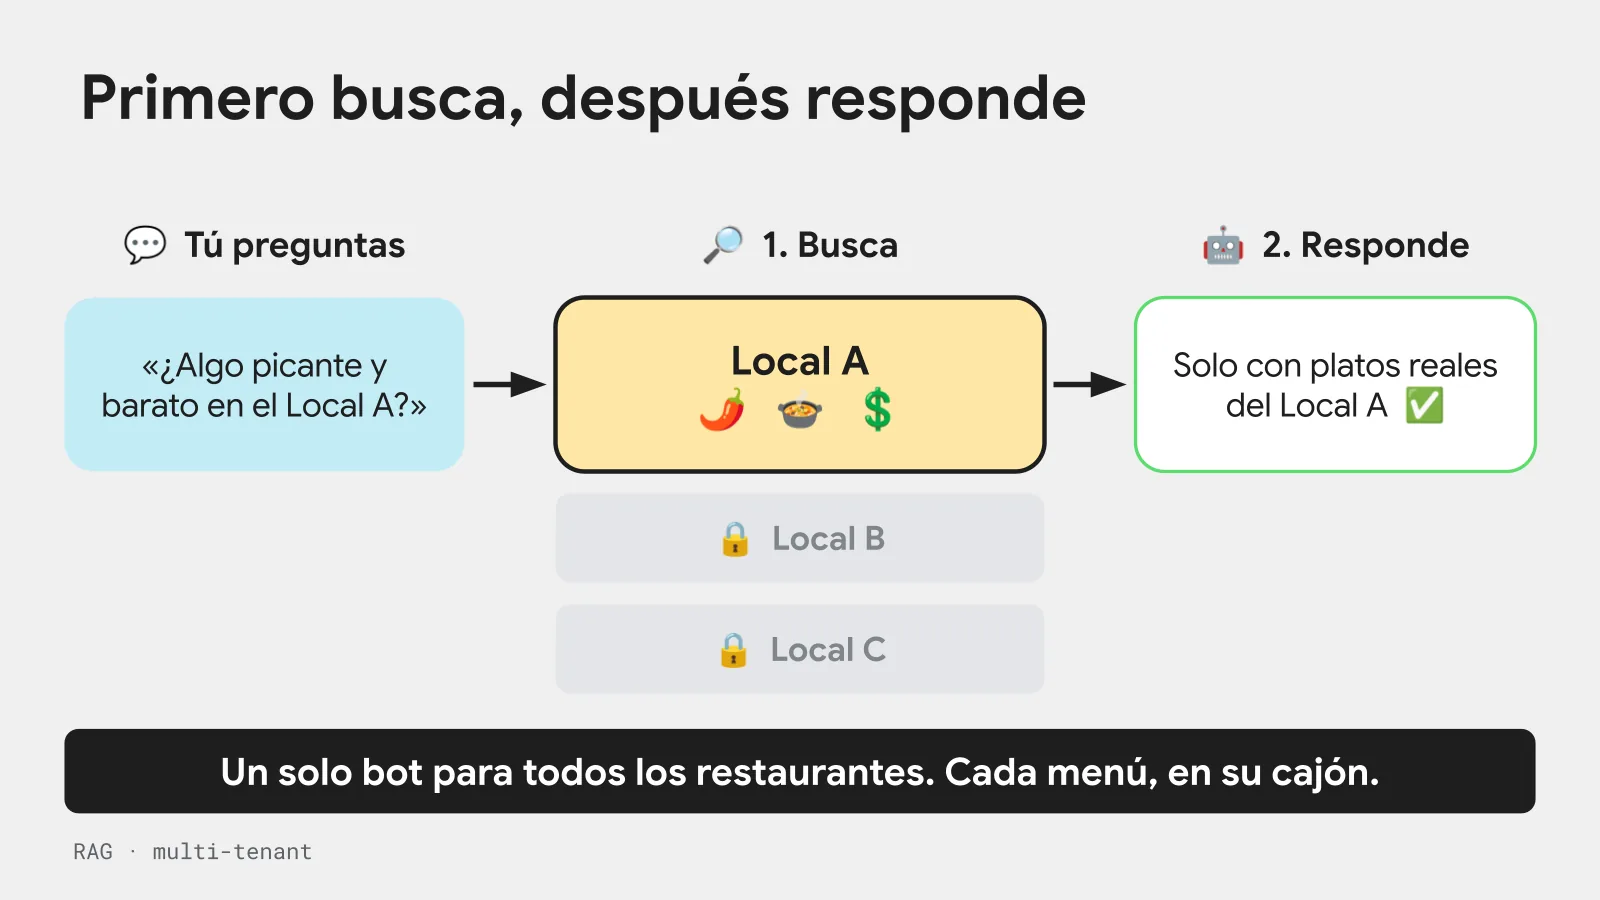 Primero busca, después responde
💬 Tú preguntas
«¿Algo picante y
barato en el Local A?»
🔎 1. Busca
Local A
🌶️ 🍲 💲
🔒 Local B
🔒 Local C
🤖 2. Responde
Solo con platos reales
del Local A ✅
Un solo bot para todos los restaurantes. Cada menú, en su cajón.
RAG · multi-tenant